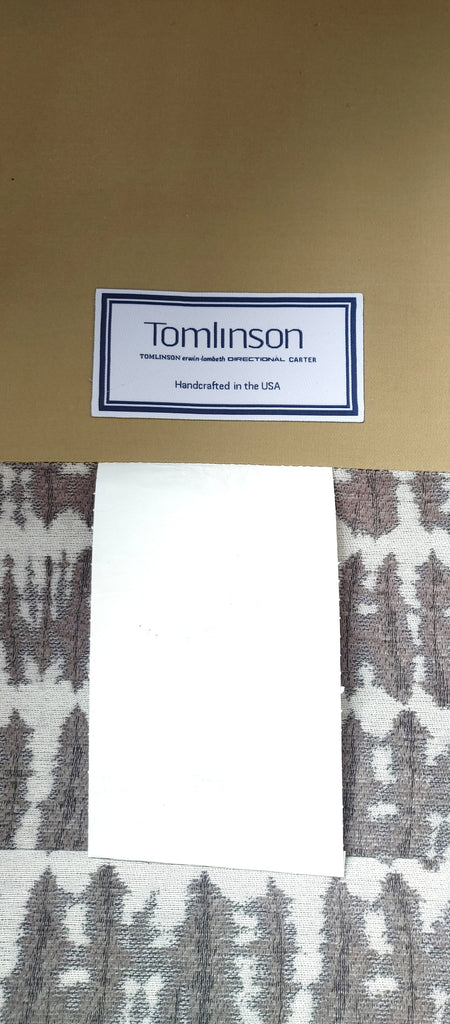 Tomlinson
TOMLINSON erwin-lambeth DIRECTIONAL CARTER
Handcrafted in the USA